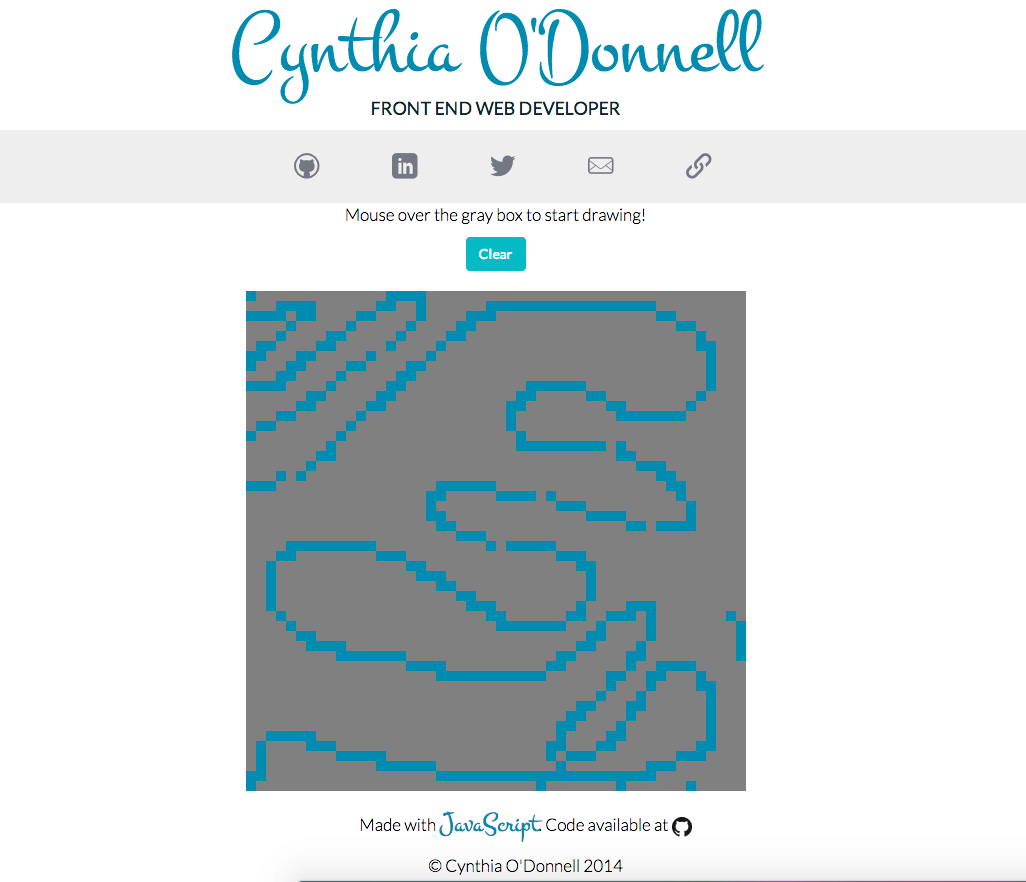 Cynthia O'Donnell
FRONT END WEB DEVELOPER
in
Mouse over the gray box to start drawing!
Clear
Made with JavaScript. Code available at
© Cynthia O'Donnell 2014